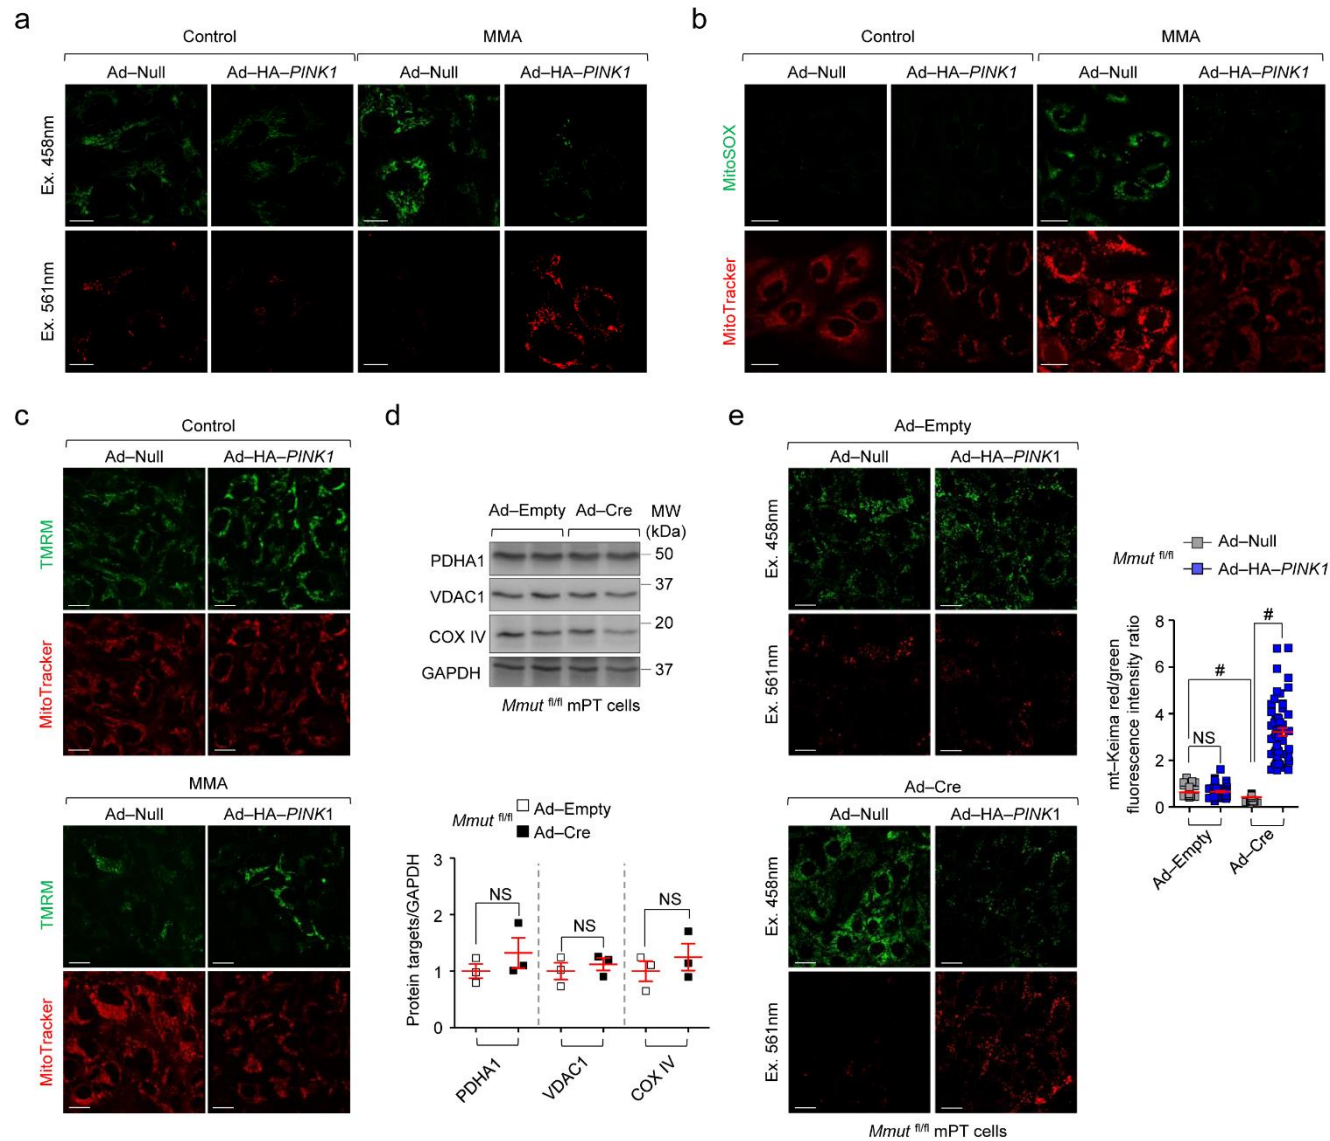 a
Control
MMA
Ad–Null
Ad–HA–PINK1
Ad–Null
Ad–HA–PINK1
Ex. 458nm
Ex. 561nm
b
Control
MMA
Ad–Null
Ad–HA–PINK1
Ad–Null
Ad–HA–PINK1
MitoSOX
MitoTracker
c
Control
Ad–Null
Ad–HA–PINK1
TMRM
MitoTracker
MMA
Ad–Null
Ad–HA–PINK1
TMRM
MitoTracker
d
Ad–Empty
Ad–Cre
MW
(kDa)
PDHA1
50
VDAC1
37
COX IV
20
GAPDH
37
Mmut fl/fl mPT cells
Mmut fl/fl
Ad–Empty
Ad–Cre
Protein targets/GAPDH
3
2
1
0
NS
NS
NS
PDHA1
VDAC1
COX IV
e
Ad–Empty
Ad–Null
Ad–HA–PINK1
Ex. 458nm
Ex. 561nm
Ad–Cre
Ad–Null
Ad–HA–PINK1
Ex. 458nm
Ex. 561nm
Mmut fl/fl mPT cells
Mmut fl/fl
Ad–Null
Ad–HA–PINK1
mt–Keima red/green
fluorescence intensity ratio
8
6
4
2
0
#
#
NS
Ad–Empty
Ad–Cre